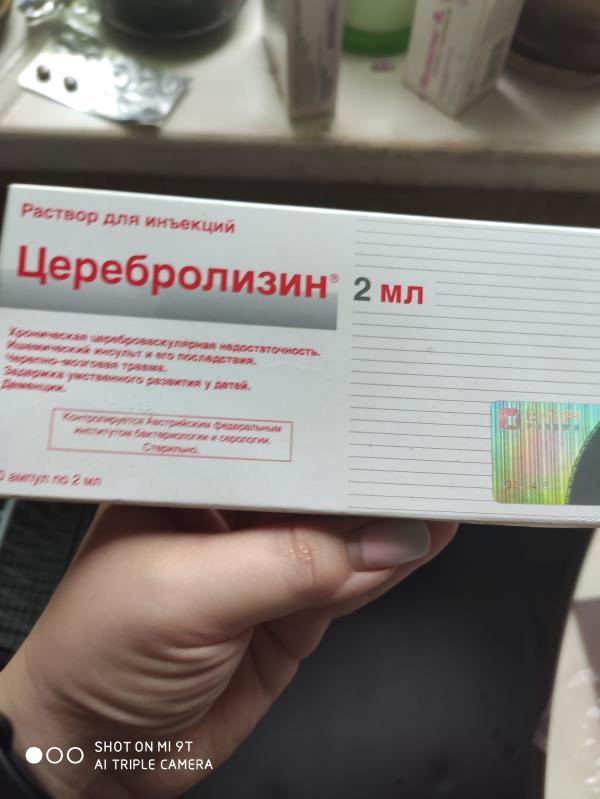 Раствор для инъекций
Церебролизин® 2 мл
Хроническая цереброваскулярная недостаточность.
Ишемический инсульт и его последствия.
Черепно-мозговая травма.
Задержка умственного развития у детей.
Деменции.
Контролируется Австрийским федеральным
институтом бактериологии и серологии.
Стерильно.
0 ампул по 2 мл
SHOT ON MI 9T
AI TRIPLE CAMERA